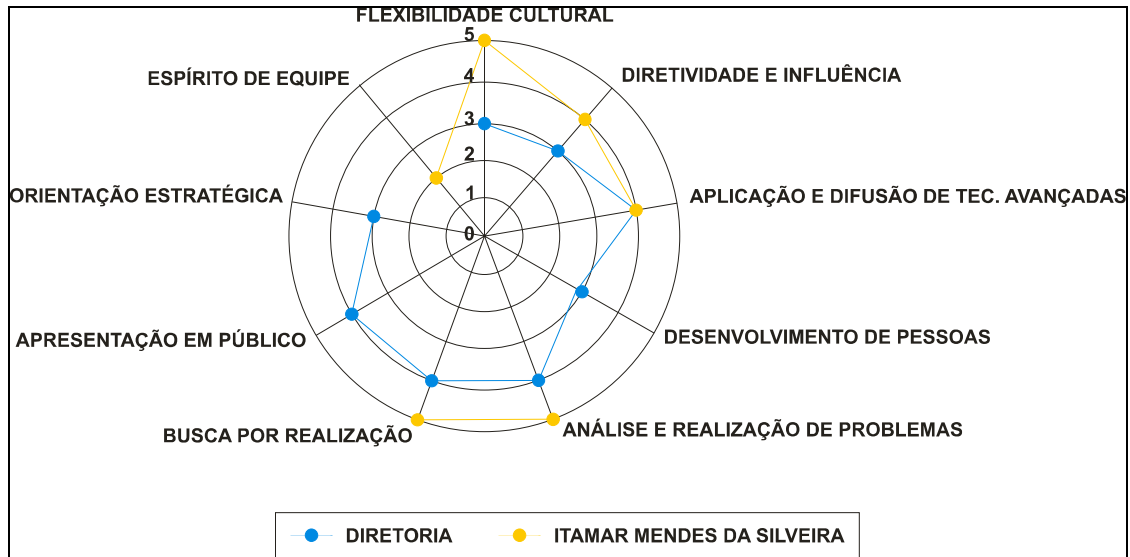 FLEXIBILIDADE CULTURAL
5
ESPÍRITO DE EQUIPE
DIRETIVIDADE E INFLUÊNCIA
4
3
2
ORIENTAÇÃO ESTRATÉGICA
APLICAÇÃO E DIFUSÃO DE TEC. AVANÇADAS
1
0
APRESENTAÇÃO EM PÚBLICO
DESENVOLVIMENTO DE PESSOAS
BUSCA POR REALIZAÇÃO
ANÁLISE E REALIZAÇÃO DE PROBLEMAS
DIRETORIA
ITAMAR MENDES DA SILVEIRA